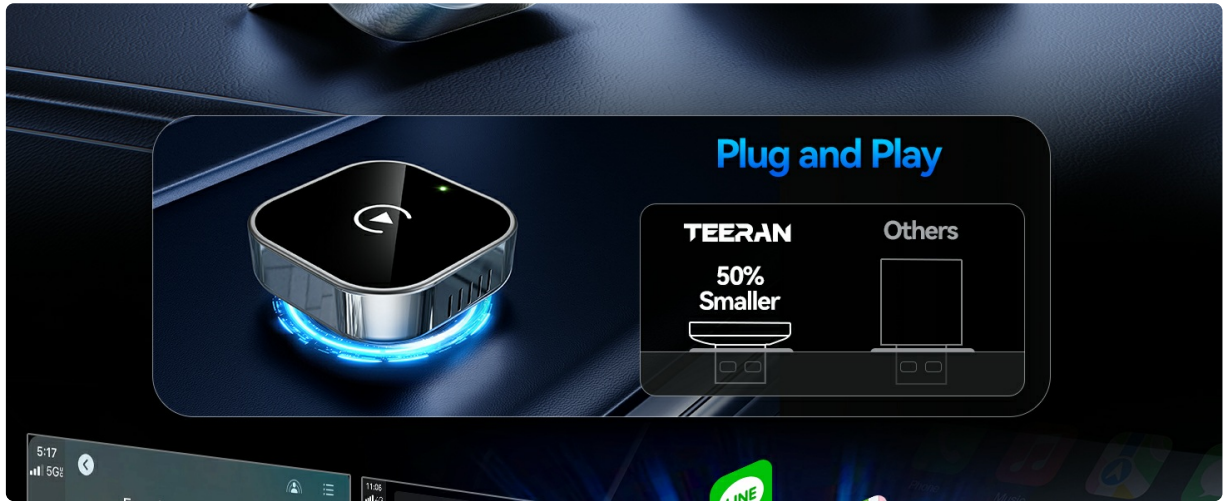 Plug and Play
TEERAN
Others
50%
Smaller
5:17
5G
11:06
LINE